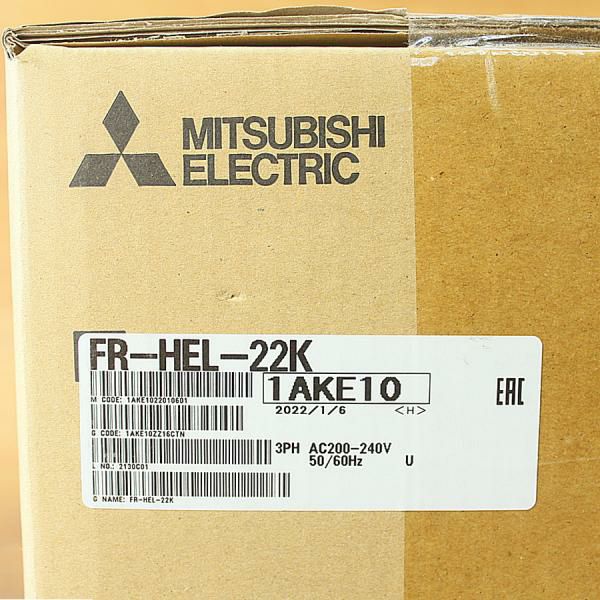 MITSUBISHI
ELECTRIC
FR-HEL-22K
1AKE10
M CODE: 1AKE1022010601
2022/1/6 <H>
EAC
G CODE: 1AKE10ZZ16CTN
3PH AC200-240V
50/60Hz U
L NO.: 2130C01
G NAME: FR-HEL-22K